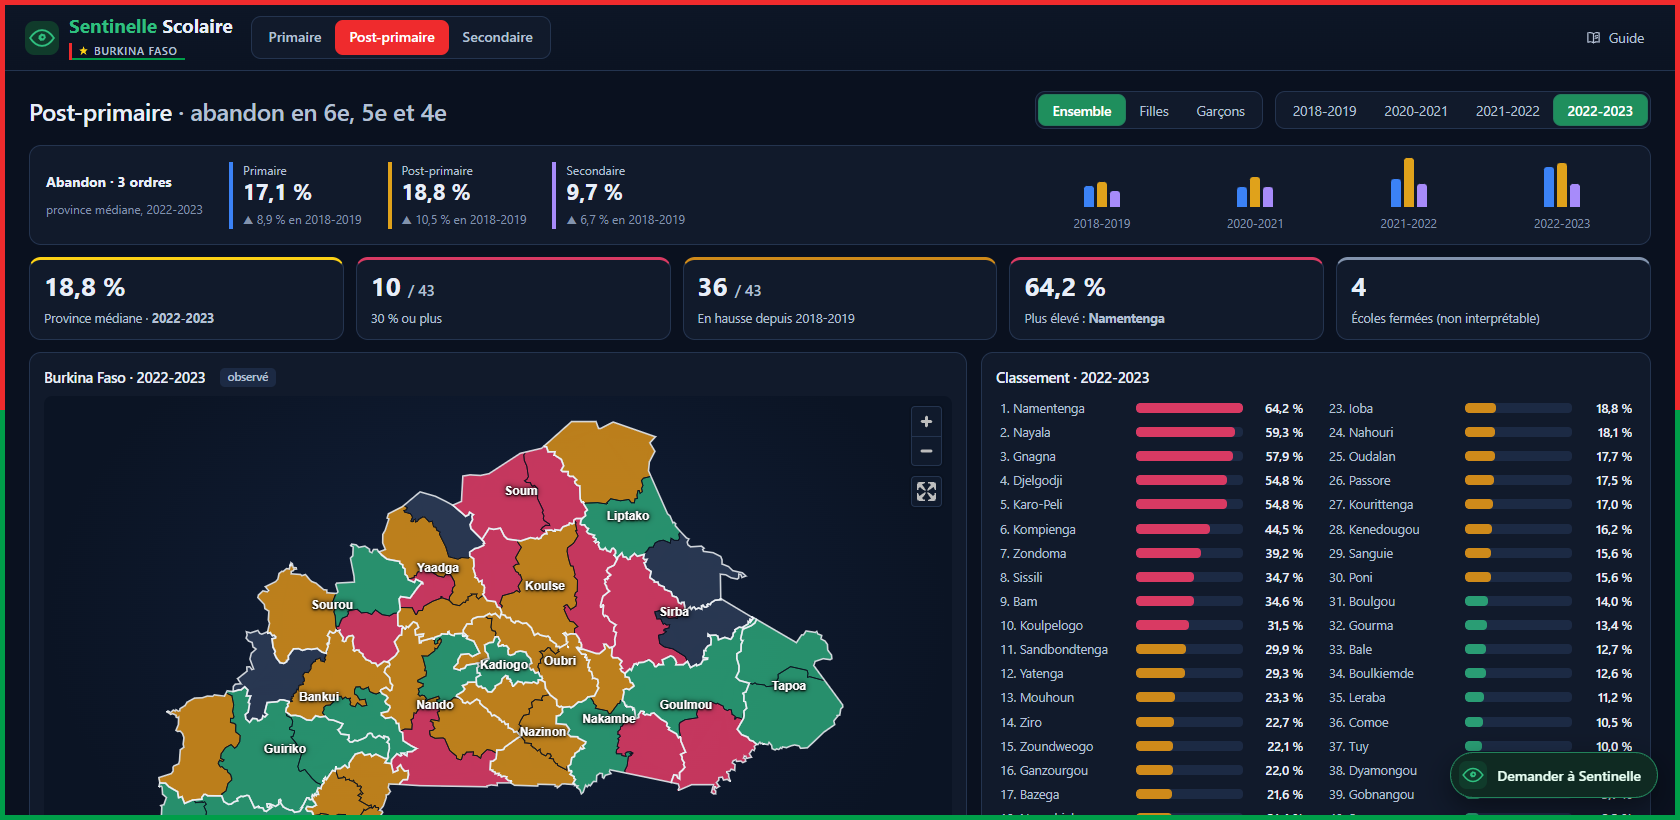 Sentinelle Scolaire
★ BURKINA FASO
Primaire
Post-primaire
Secondaire
Guide
Post-primaire · abandon en 6e, 5e et 4e
Ensemble
Filles
Garçons
2018-2019
2020-2021
2021-2022
2022-2023
Abandon · 3 ordres
province médiane, 2022-2023
Primaire
17,1 %
▲ 8,9 % en 2018-2019
Post-primaire
18,8 %
▲ 10,5 % en 2018-2019
Secondaire
9,7 %
▲ 6,7 % en 2018-2019
2018-2019
2020-2021
2021-2022
2022-2023
18,8 %
Province médiane · 2022-2023
10 / 43
30 % ou plus
36 / 43
En hausse depuis 2018-2019
64,2 %
Plus élevé : Namentenga
4
Écoles fermées (non interprétable)
Burkina Faso · 2022-2023
observé
+
−
Soum
Liptako
Yaadga
Koulse
Sourou
Sirba
Kadiogo
Oubri
Bankui
Tapoa
Nando
Goulmou
Nakambe
Nazinon
Guiriko
Classement · 2022-2023
1. Namentenga 64,2 %
2. Nayala 59,3 %
3. Gnagna 57,9 %
4. Djelgodji 54,8 %
5. Karo-Peli 54,8 %
6. Kompienga 44,5 %
7. Zondoma 39,2 %
8. Sissili 34,7 %
9. Bam 34,6 %
10. Koulpelogo 31,5 %
11. Sandbondtenga 29,9 %
12. Yatenga 29,3 %
13. Mouhoun 23,3 %
14. Ziro 22,7 %
15. Zoundweogo 22,1 %
16. Ganzourgou 22,0 %
17. Bazega 21,6 %
23. Ioba 18,8 %
24. Nahouri 18,1 %
25. Oudalan 17,7 %
26. Passore 17,5 %
27. Kourittenga 17,0 %
28. Kenedougou 16,2 %
29. Sanguie 15,6 %
30. Poni 15,6 %
31. Boulgou 14,0 %
32. Gourma 13,4 %
33. Bale 12,7 %
34. Boulkiemde 12,6 %
35. Leraba 11,2 %
36. Comoe 10,5 %
37. Tuy 10,0 %
38. Dyamongou
39. Gobnangou
Demander à Sentinelle